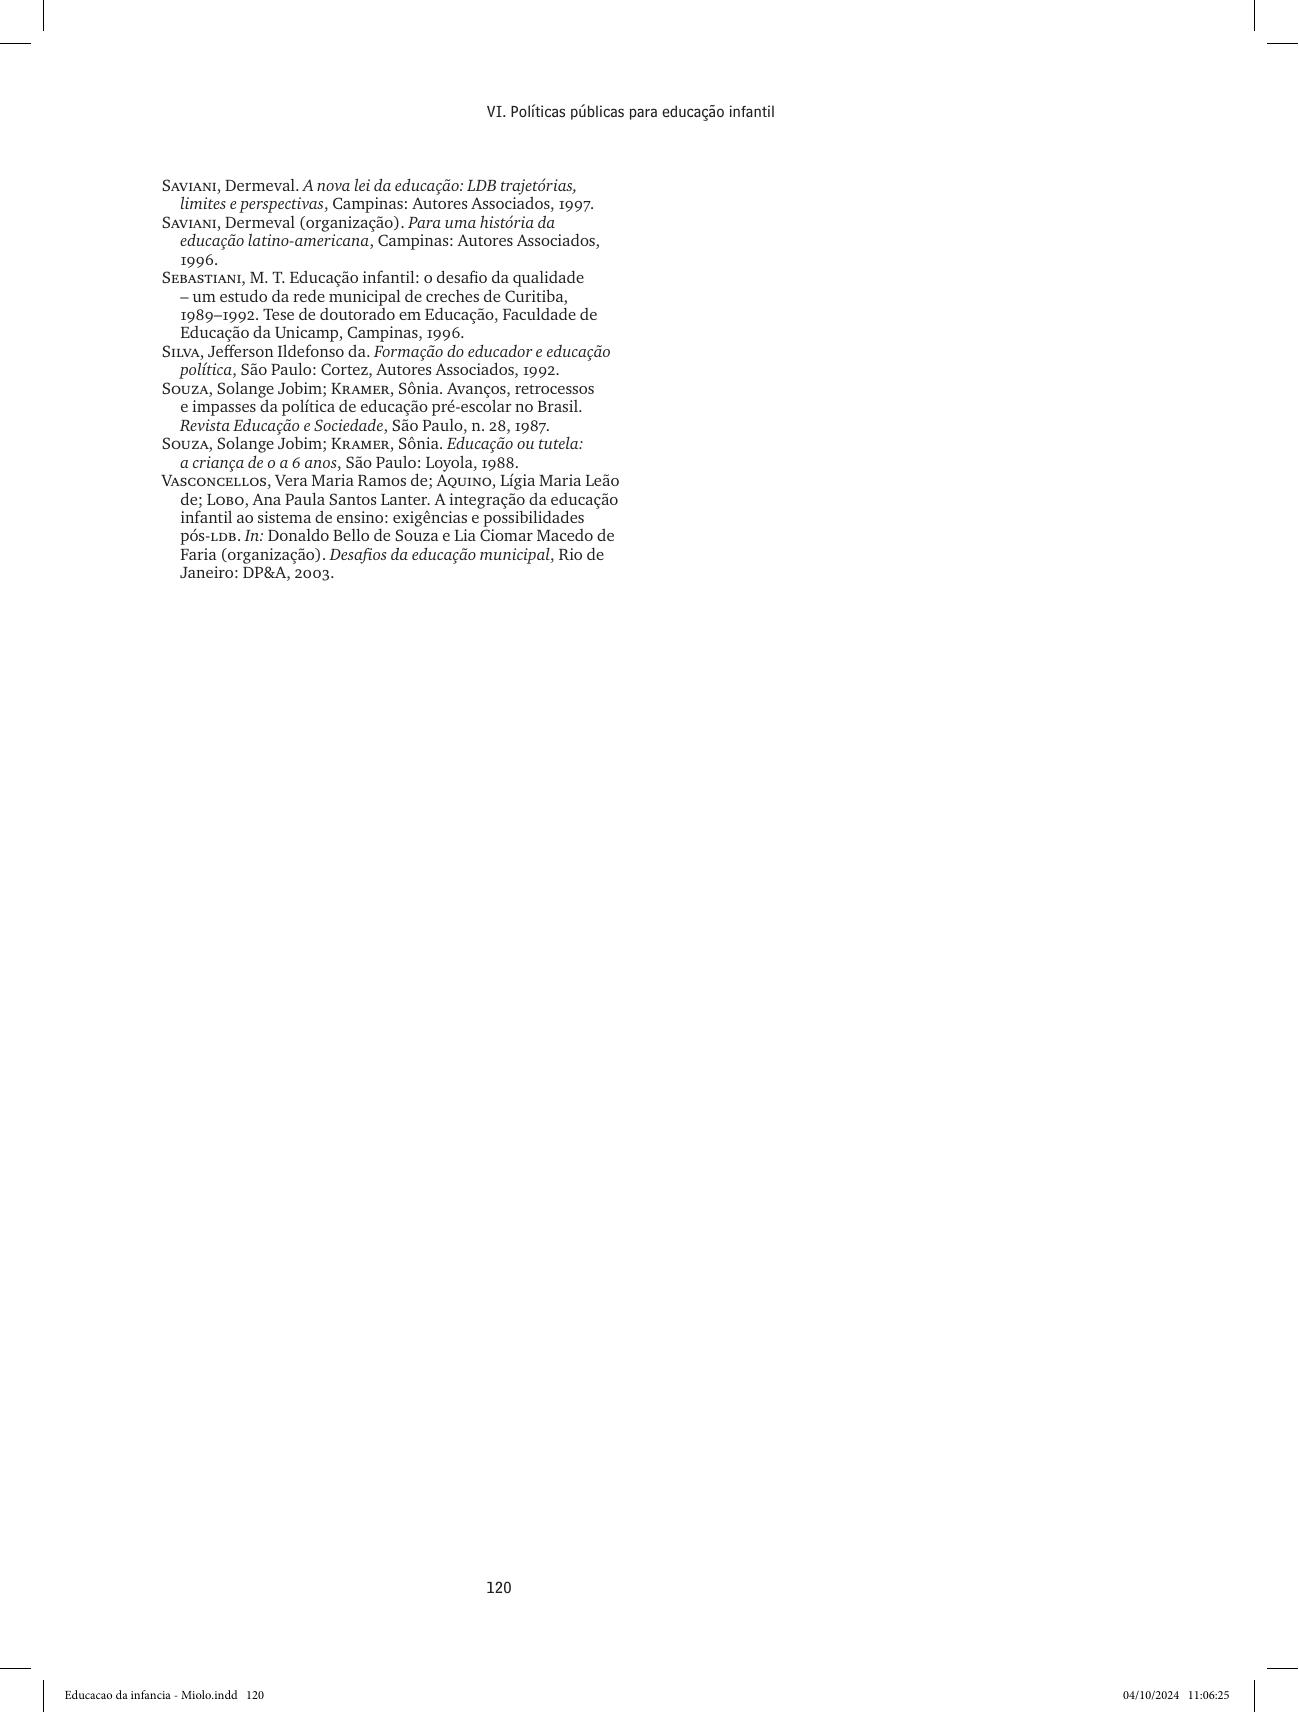 VI. Políticas públicas para educação infantil
Saviani, Dermeval. A nova lei da educação: LDB trajetórias,
limites e perspectivas, Campinas: Autores Associados, 1997.
Saviani, Dermeval (organização). Para uma história da
educação latino-americana, Campinas: Autores Associados,
1996.
Sebastiani, M. T. Educação infantil: o desafio da qualidade
– um estudo da rede municipal de creches de Curitiba,
1989–1992. Tese de doutorado em Educação, Faculdade de
Educação da Unicamp, Campinas, 1996.
Silva, Jefferson Ildefonso da. Formação do educador e educação
política, São Paulo: Cortez, Autores Associados, 1992.
Souza, Solange Jobim; Kramer, Sônia. Avanços, retrocessos
e impasses da política de educação pré-escolar no Brasil.
Revista Educação e Sociedade, São Paulo, n. 28, 1987.
Souza, Solange Jobim; Kramer, Sônia. Educação ou tutela:
a criança de 0 a 6 anos, São Paulo: Loyola, 1988.
Vasconcellos, Vera Maria Ramos de; Aquino, Lígia Maria Leão
de; Lobo, Ana Paula Santos Lanter. A integração da educação
infantil ao sistema de ensino: exigências e possibilidades
pós-LDB. In: Donaldo Bello de Souza e Lia Ciomar Macedo de
Faria (organização). Desafios da educação municipal, Rio de
Janeiro: DP&A, 2003.
120
Educacao da infancia - Miolo.indd 120
04/10/2024 11:06:25